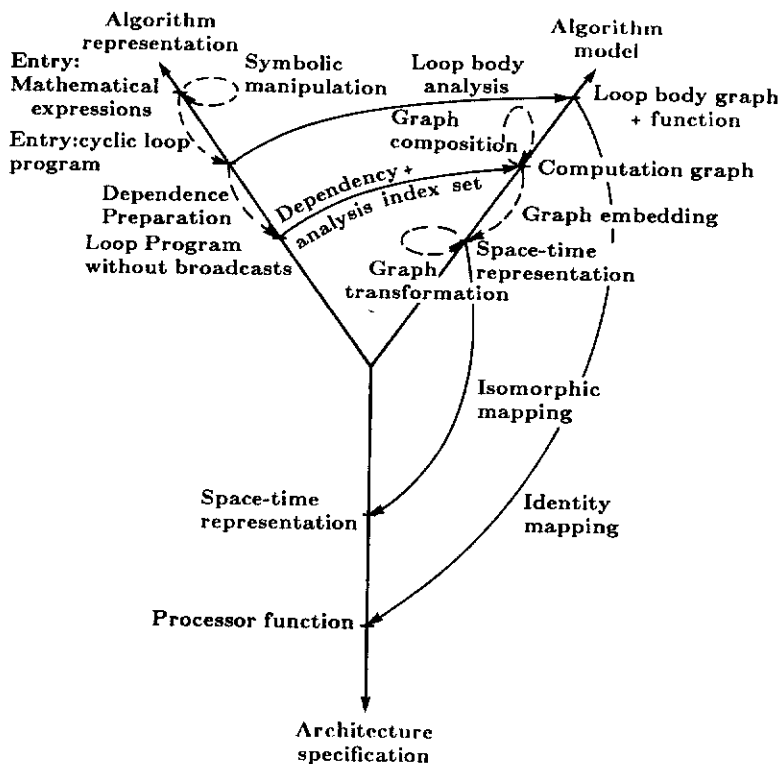 Algorithm
representation
Algorithm
model
Entry:
Mathematical
expressions
Symbolic
manipulation
Loop body
analysis
Loop body graph
+ function
Entry:cyclic loop
program
Graph
composition
Computation graph
Dependence
Preparation
Dependency +
analysis index set
Graph embedding
Loop Program
without broadcasts
Graph
transformation
Space-time
representation
Isomorphic
mapping
Space-time
representation
Identity
mapping
Processor function
Architecture
specification